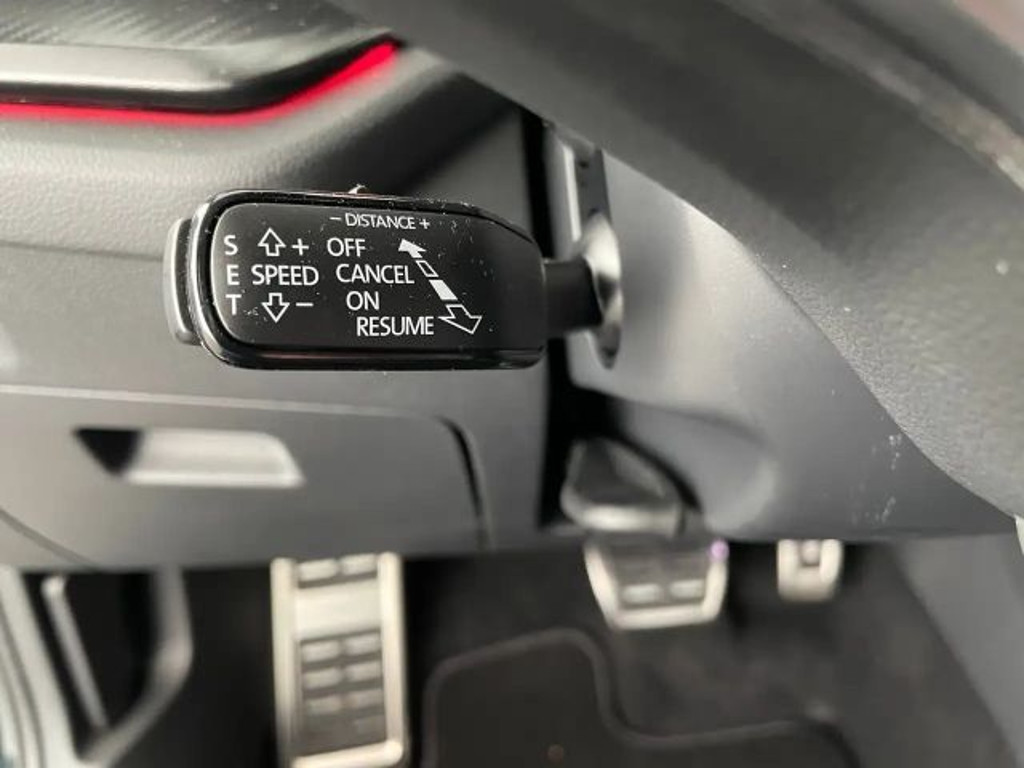 − DISTANCE +
S + OFF
E SPEED CANCEL
T − ON
RESUME